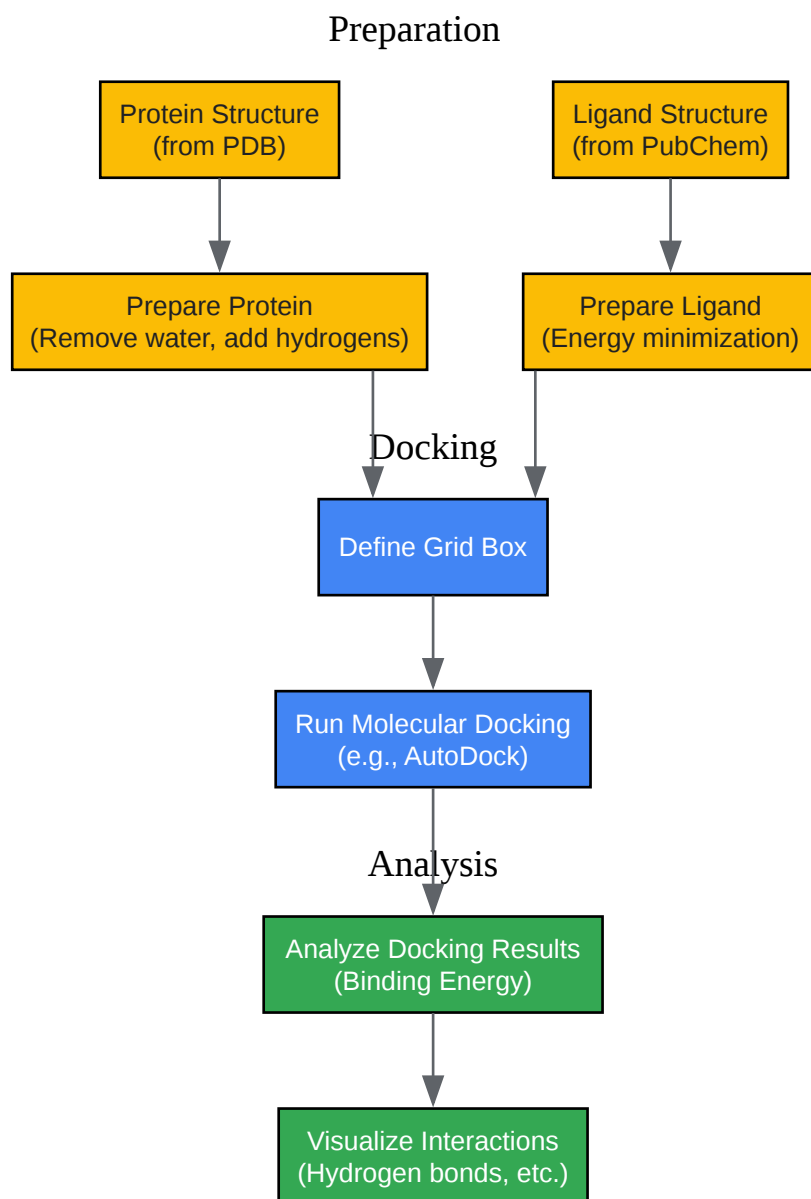 Preparation
Protein Structure
(from PDB)
Ligand Structure
(from PubChem)
Prepare Protein
(Remove water, add hydrogens)
Prepare Ligand
(Energy minimization)
Docking
Define Grid Box
Run Molecular Docking
(e.g., AutoDock)
Analysis
Analyze Docking Results
(Binding Energy)
Visualize Interactions
(Hydrogen bonds, etc.)